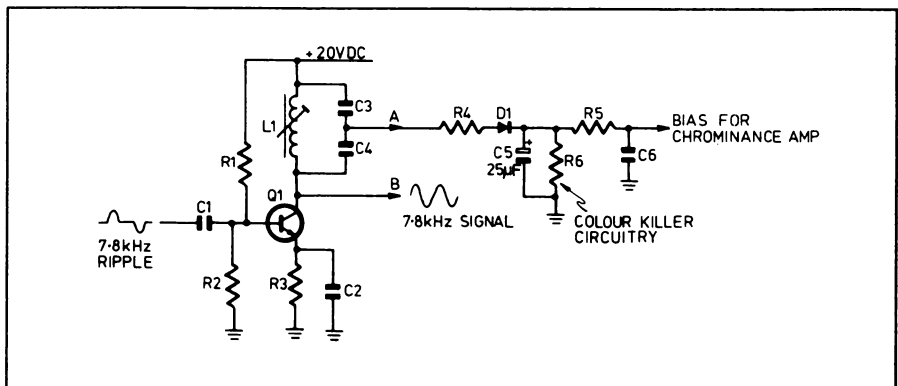 +20VDC
C3
L1
A
R4
D1
R5
BIAS FOR
CHROMINANCE AMP
C4
C5
25µF
+
R6
C6
R1
Q1
B
7·8kHz SIGNAL
COLOUR KILLER
CIRCUITRY
C1
7·8kHz
RIPPLE
R2
R3
C2